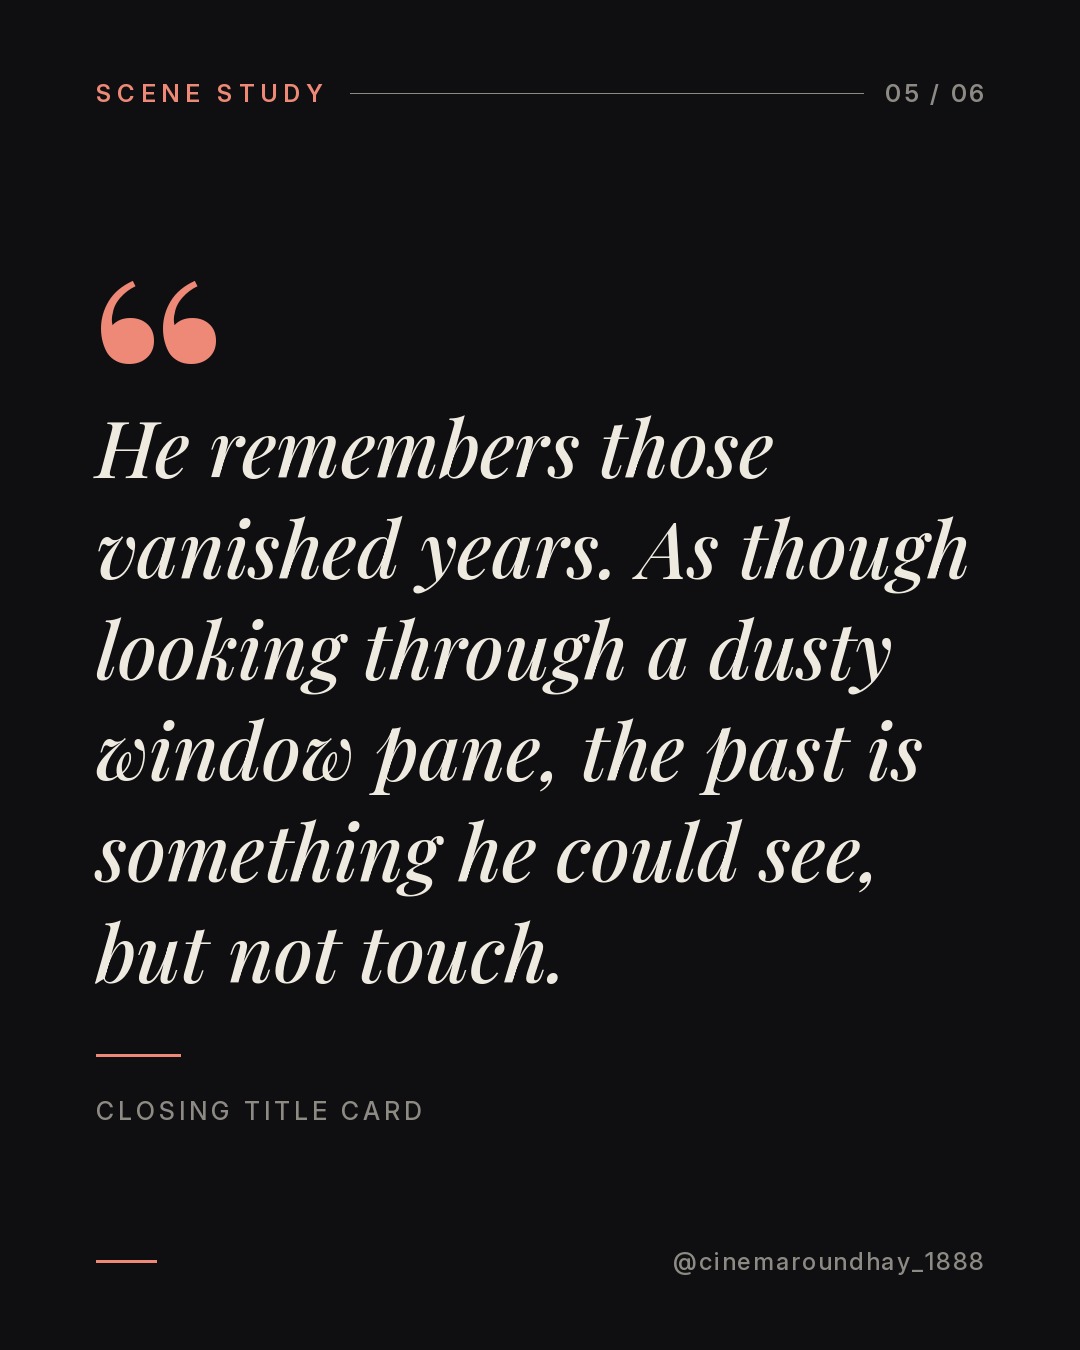 SCENE STUDY
05 / 06
“
He remembers those
vanished years. As though
looking through a dusty
window pane, the past is
something he could see,
but not touch.
CLOSING TITLE CARD
@cinemaroundhay_1888